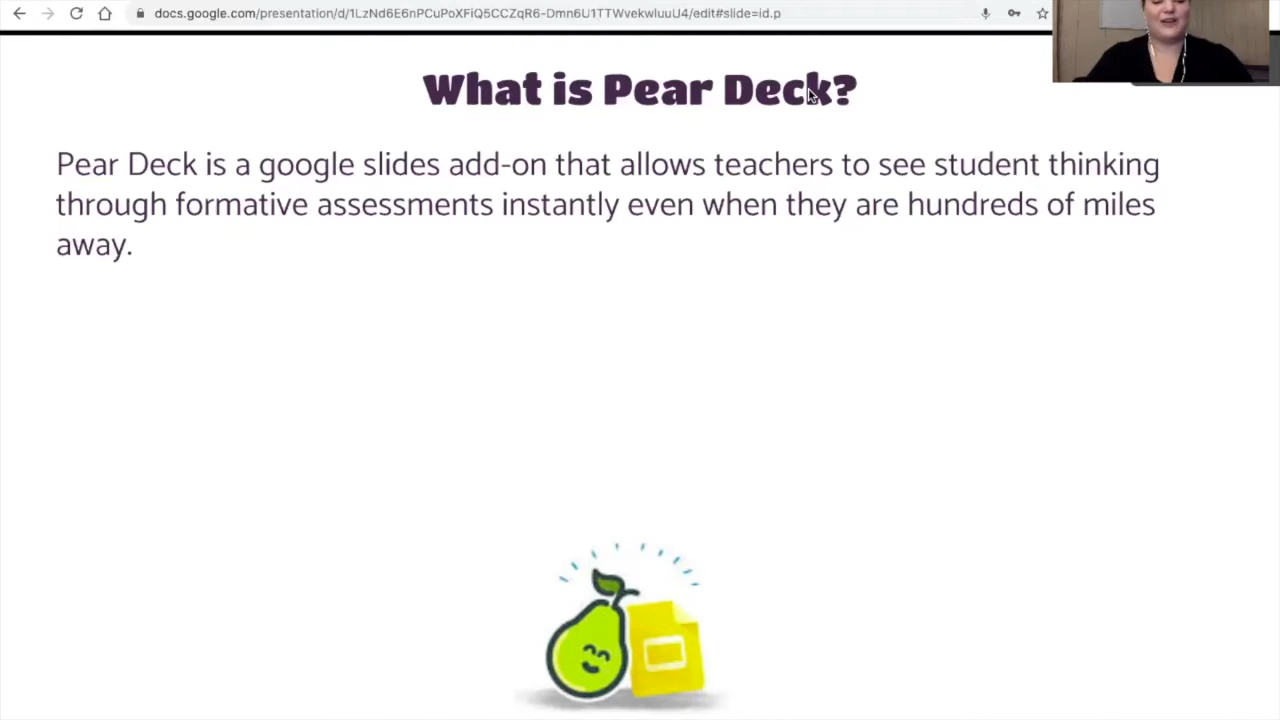 docs.google.com/presentation/d/1LzNd6E6nPCuPoXFiQ5CCZqR6-Dmn6U1TTWvekwluuU4/edit#slide=id.p
What is Pear Deck?
Pear Deck is a google slides add-on that allows teachers to see student thinking
through formative assessments instantly even when they are hundreds of miles
away.